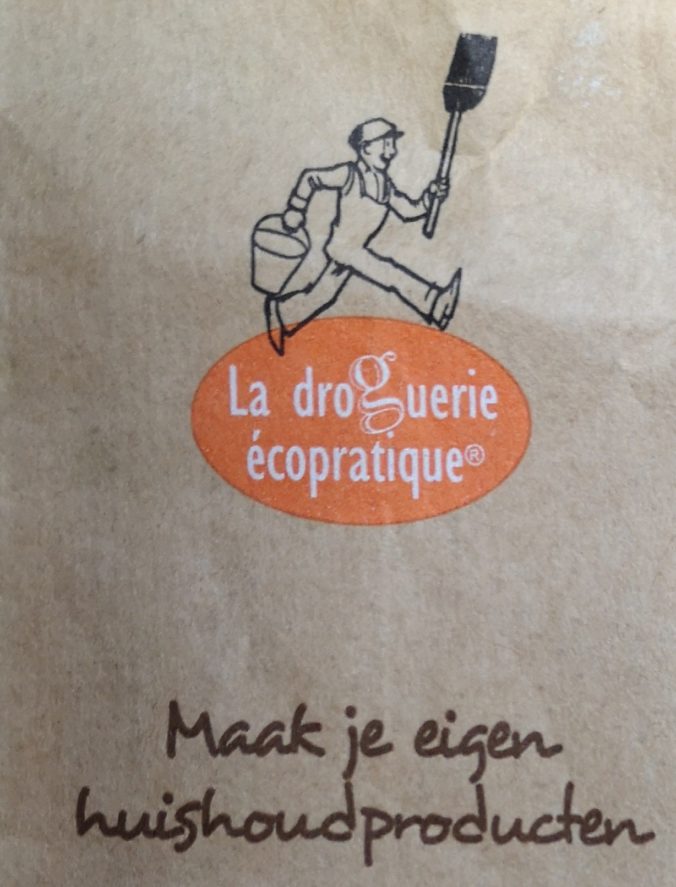 La droguerie
écopratique®
Maak je eigen
huishoudproducten